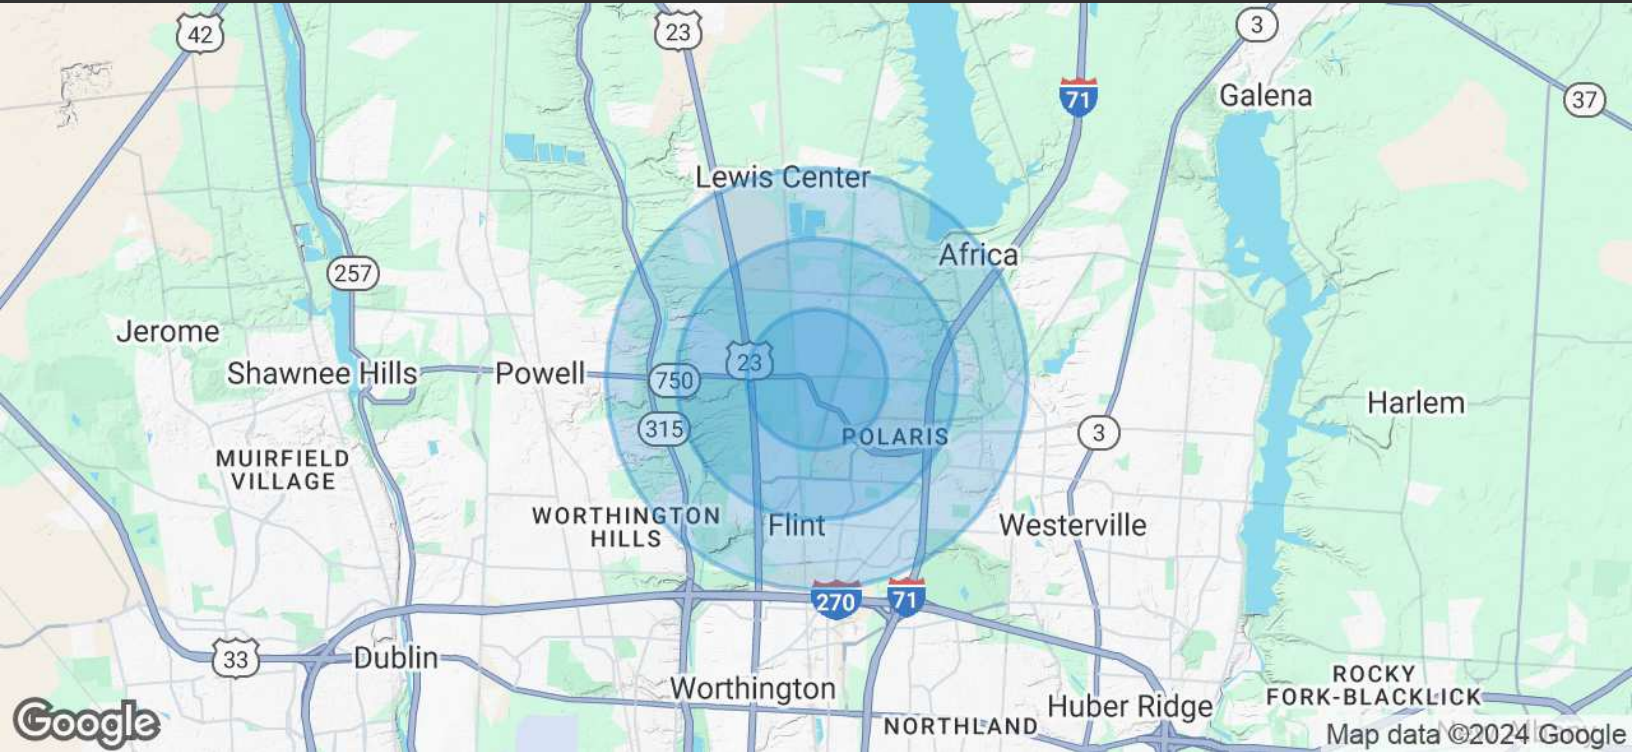 42
23
3
71
Galena
37
Lewis Center
Africa
257
Jerome
23
Shawnee Hills
Powell
750
Harlem
315
3
POLARIS
MUIRFIELD
VILLAGE
WORTHINGTON
HILLS
Flint
Westerville
270
71
33
Dublin
Worthington
ROCKY
FORK-BLACKLICK
Huber Ridge
NORTHLAND
Google
Map data ©2024 Google